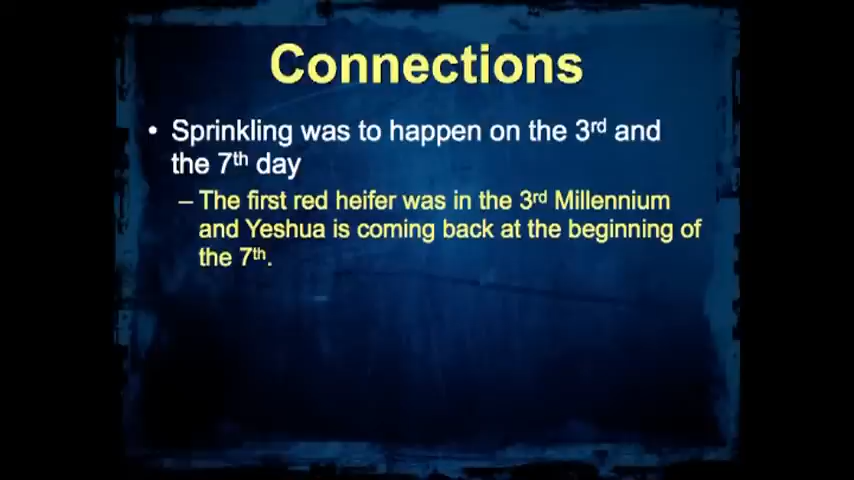 Connections
• Sprinkling was to happen on the 3rd and
the 7th day
– The first red heifer was in the 3rd Millennium
and Yeshua is coming back at the beginning of
the 7th.